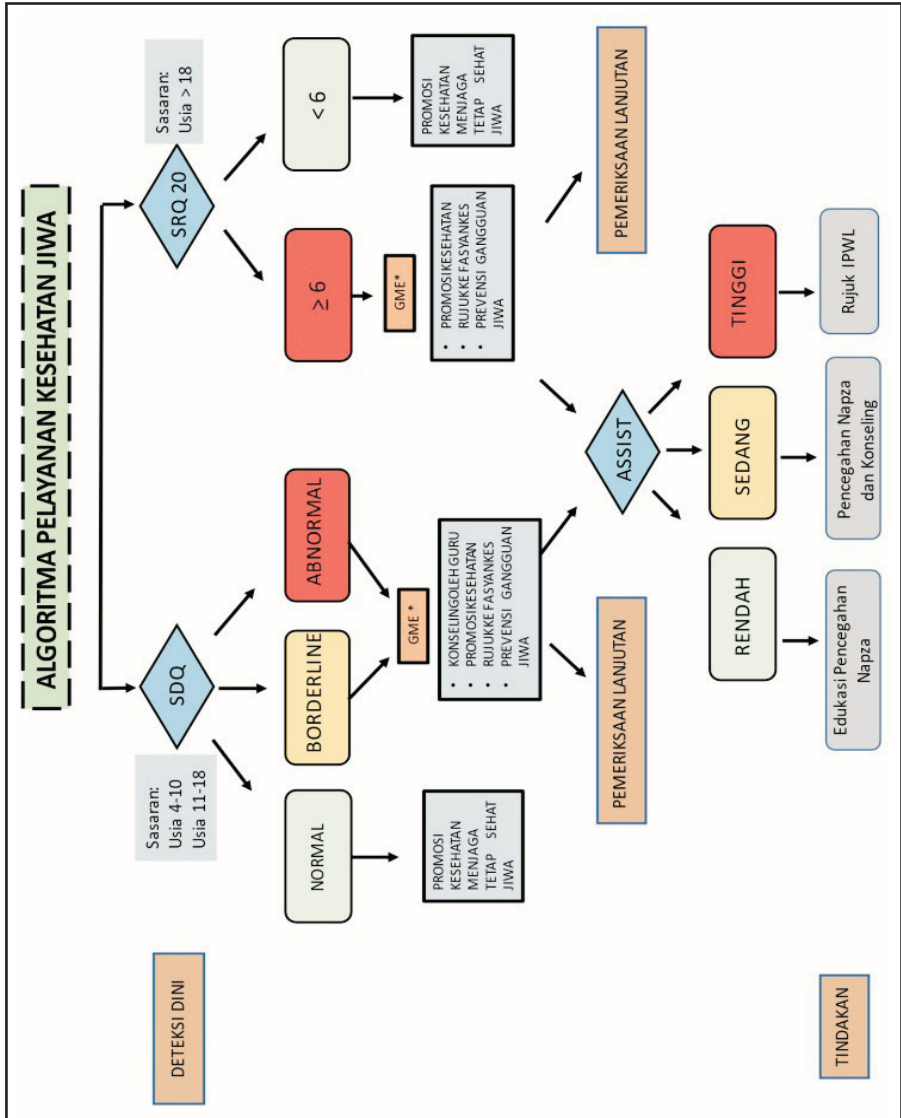 ALGORITMA PELAYANAN KESEHATAN JIWA
DETEKSI DINI
Sasaran:
Usia 4-10
Usia 11-18
SDQ
SRQ 20
Sasaran:
Usia > 18
NORMAL
BORDERLINE
ABNORMAL
≥ 6
< 6
GME *
GME*
PROMOSI
KESEHATAN
MENJAGA
TETAP SEHAT
JIWA
• KONSELINGOLEH GURU
• PROMOSIKESEHATAN
• RUJUKKE FASYANKES
• PREVENSI GANGGUAN
JIWA
• PROMOSIKESEHATAN
• RUJUKKE FASYANKES
• PREVENSI GANGGUAN
JIWA
PROMOSI
KESEHATAN
MENJAGA
TETAP SEHAT
JIWA
PEMERIKSAAN LANJUTAN
ASSIST
PEMERIKSAAN LANJUTAN
RENDAH
SEDANG
TINGGI
TINDAKAN
Edukasi Pencegahan
Napza
Pencegahan Napza
dan Konseling
Rujuk IPWL